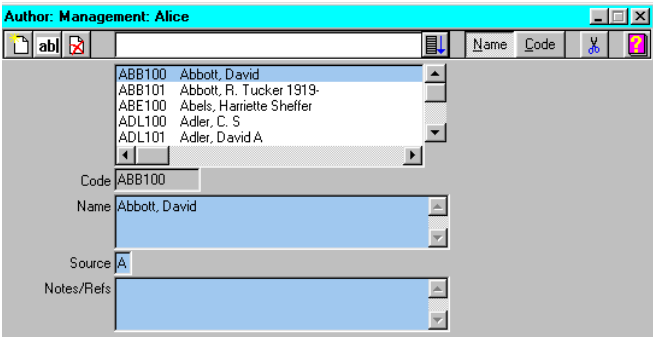 Author: Management: Alice
abl Name Code ?
ABB100 Abbott, David
ABB101 Abbott, R. Tucker 1919-
ABE100 Abels, Harriette Sheffer
ADL100 Adler, C. S
ADL101 Adler, David A
Code ABB100
Name Abbott, David
Source A
Notes/Refs